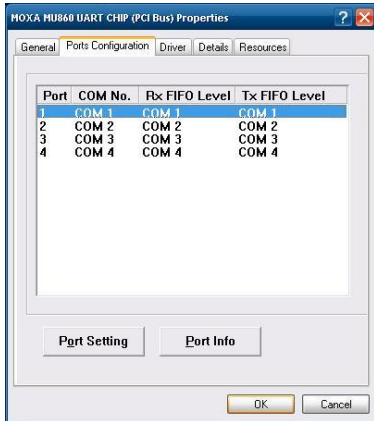 MOXA MU860 UART CHIP (PCI Bus) Properties
General Ports Configuration Driver Details Resources
Port COM No. Rx FIFO Level Tx FIFO Level
1 COM 1 COM 1 COM 1
2 COM 2 COM 2 COM 2
3 COM 3 COM 3 COM 3
4 COM 4 COM 4 COM 4
Port Setting Port Info
OK Cancel